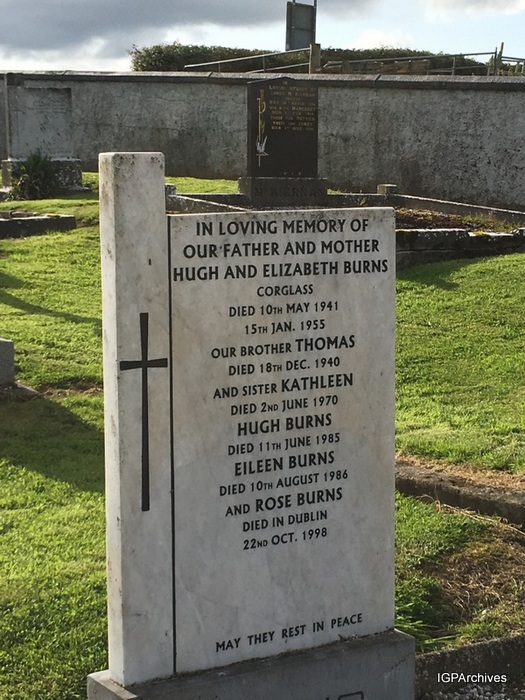 IN LOVING MEMORY OF
OUR FATHER AND MOTHER
HUGH AND ELIZABETH BURNS
CORGLASS
DIED 10TH MAY 1941
15TH JAN. 1955
OUR BROTHER THOMAS
DIED 18TH DEC. 1940
AND SISTER KATHLEEN
DIED 2ND JUNE 1970
HUGH BURNS
DIED 11TH JUNE 1985
EILEEN BURNS
DIED 10TH AUGUST 1986
AND ROSE BURNS
DIED IN DUBLIN
22ND OCT. 1998
MAY THEY REST IN PEACE
IGPArchives